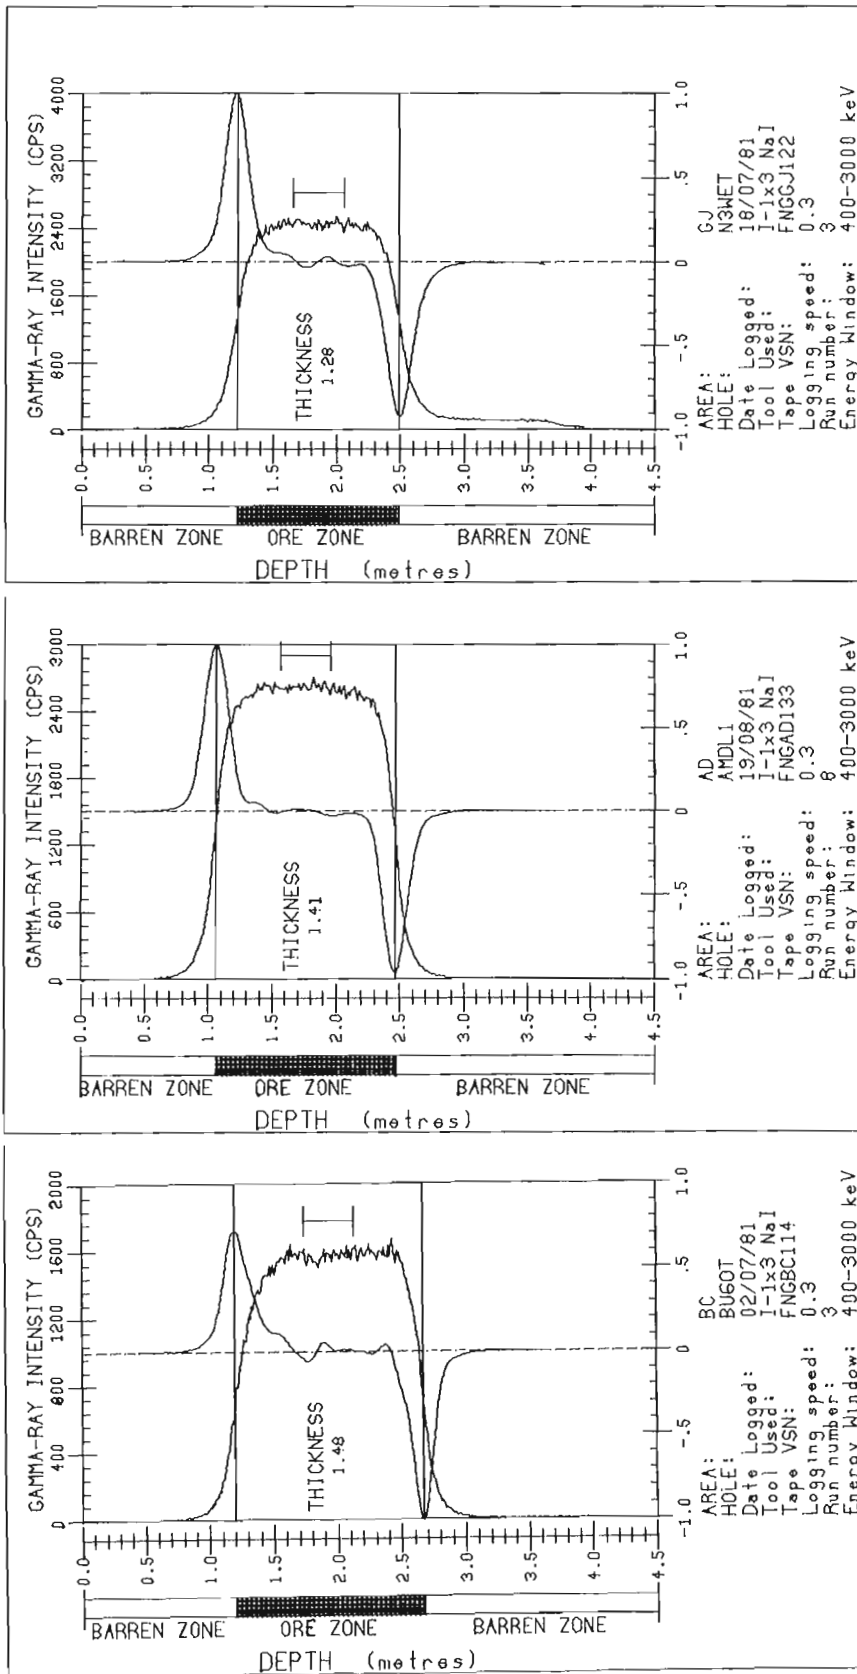 GAMMA-RAY INTENSITY (CPS)
0 800 1600 2400 3200 4000
THICKNESS
1.28
-1.0 -.5 0 .5 1.0
0.0 0.5 1.0 1.5 2.0 2.5 3.0 3.5 4.0 4.5
BARREN ZONE ORE ZONE BARREN ZONE
DEPTH (metres)
AREA: GJ
HOLE: N3WET
Date Logged: 18/07/81
Tool Used: I-1x3 NaI
Tape VSN: FNGGJ122
Logging speed: 0.3
Run number: 3
Energy Window: 400-3000 keV
GAMMA-RAY INTENSITY (CPS)
0 600 1200 1800 2400 3000
THICKNESS
1.41
-1.0 -.5 0 0.5 1.0
0.0 0.5 1.0 1.5 2.0 2.5 3.0 3.5 4.0 4.5
BARREN ZONE ORE ZONE BARREN ZONE
DEPTH (metres)
AREA: AD
HOLE: AMDL1
Date Logged: 19/08/81
Tool Used: I-1x3 NaI
Tape VSN: FNGAD133
Logging speed: 0.3
Run number: 8
Energy Window: 400-3000 keV
GAMMA-RAY INTENSITY (CPS)
0 400 800 1200 1600 2000
THICKNESS
1.48
-1.0 -.5 0 0.5 1.0
0.0 0.5 1.0 1.5 2.0 2.5 3.0 3.5 4.0 4.5
BARREN ZONE ORE ZONE BARREN ZONE
DEPTH (metres)
AREA: BC
HOLE: BU6OT
Date Logged: 02/07/81
Tool Used: I-1x3 NaI
Tape VSN: FNGBC114
Logging speed: 0.3
Run number: 3
Energy Window: 400-3000 keV